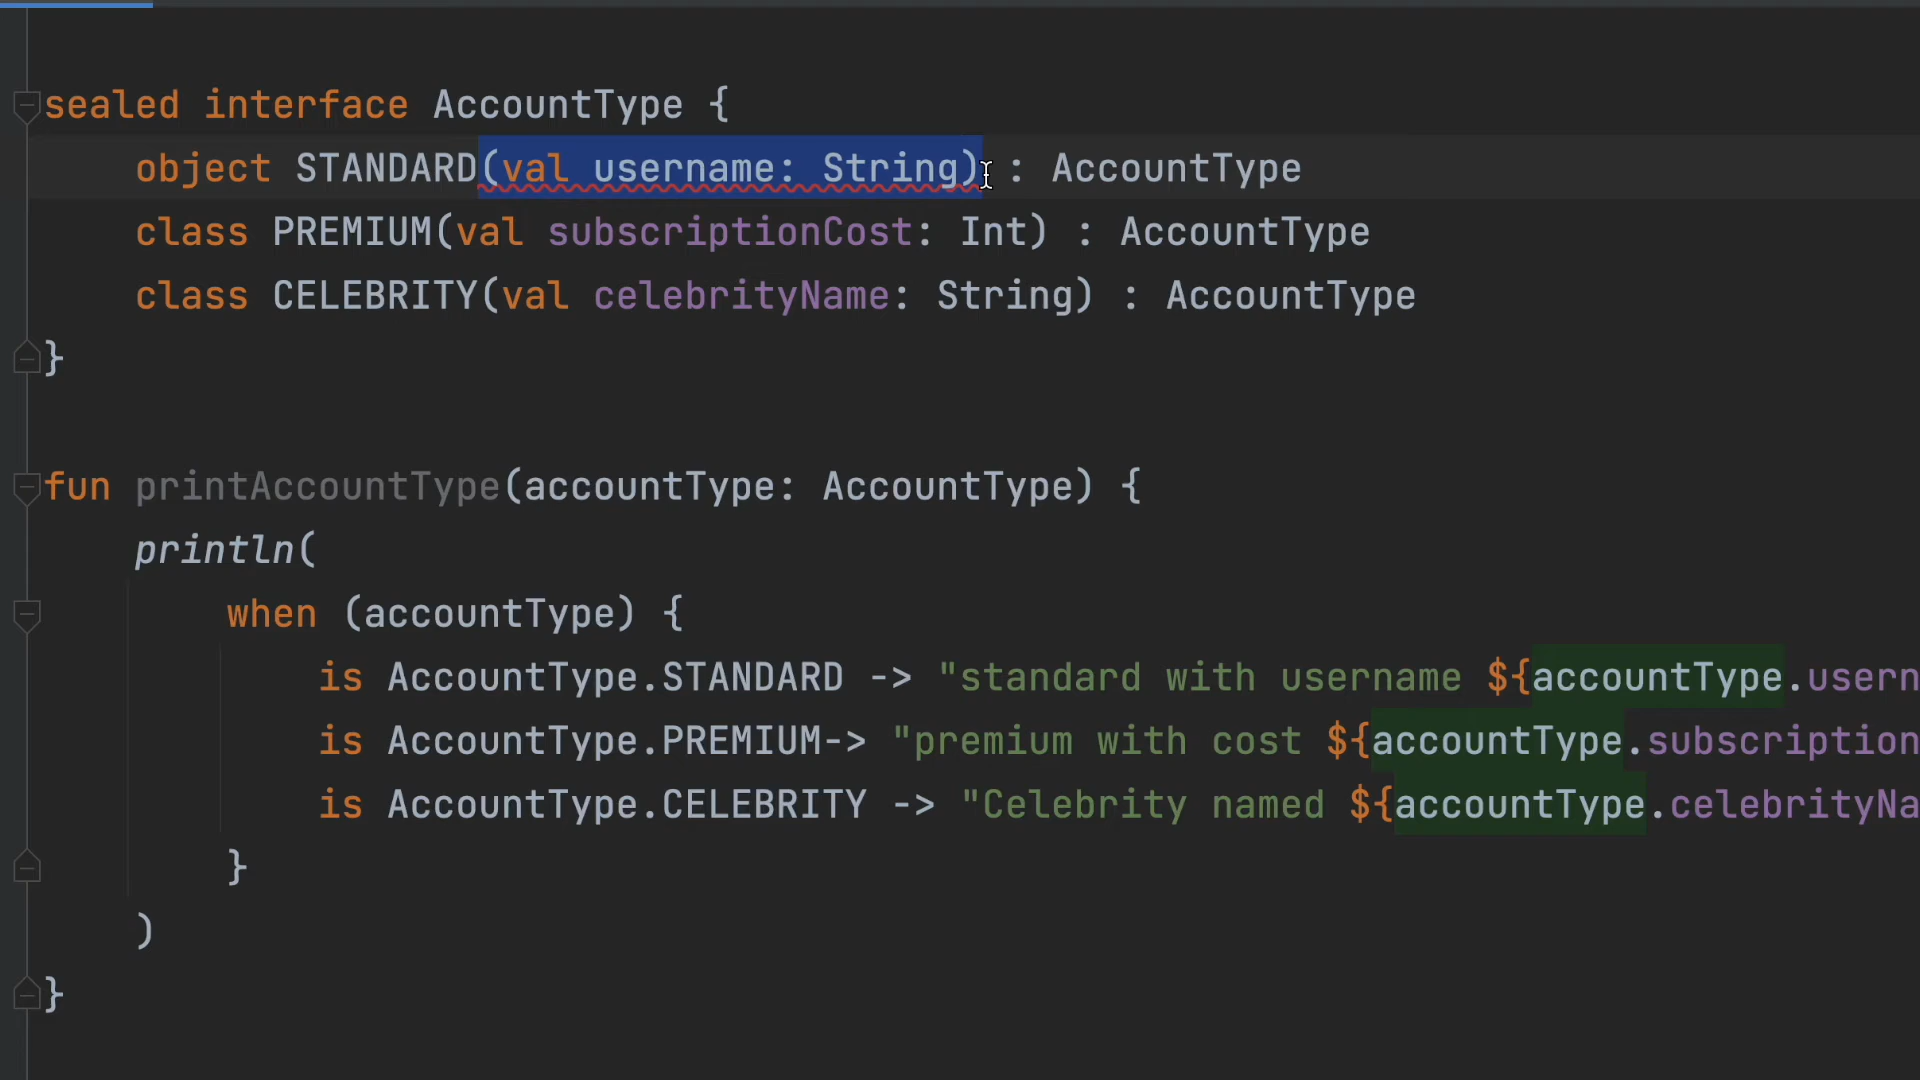 sealed interface AccountType {
    object STANDARD(val username: String) : AccountType
    class PREMIUM(val subscriptionCost: Int) : AccountType
    class CELEBRITY(val celebrityName: String) : AccountType
}
fun printAccountType(accountType: AccountType) {
    println(
        when (accountType) {
            is AccountType.STANDARD -> "standard with username ${accountType.usern
            is AccountType.PREMIUM-> "premium with cost ${accountType.subscription
            is AccountType.CELEBRITY -> "Celebrity named ${accountType.celebrityNa
        }
    )
}